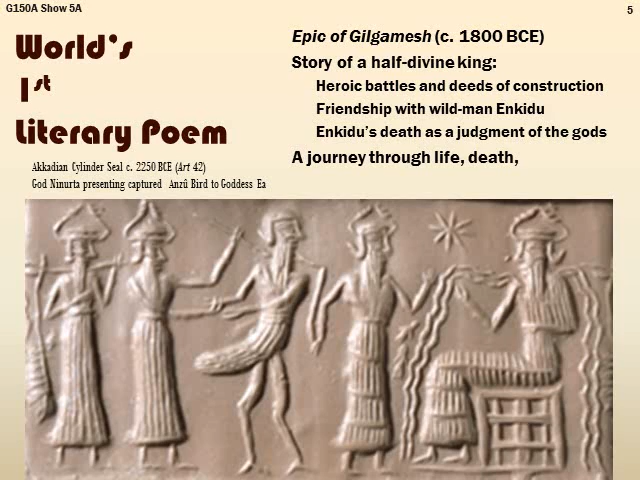 G150A Show 5A
5
World's
1st
Literary Poem
Akkadian Cylinder Seal c. 2250 BCE (Art 42)
God Ninurta presenting captured Anzû Bird to Goddess Ea
Epic of Gilgamesh (c. 1800 BCE)
Story of a half-divine king:
Heroic battles and deeds of construction
Friendship with wild-man Enkidu
Enkidu's death as a judgment of the gods
A journey through life, death,